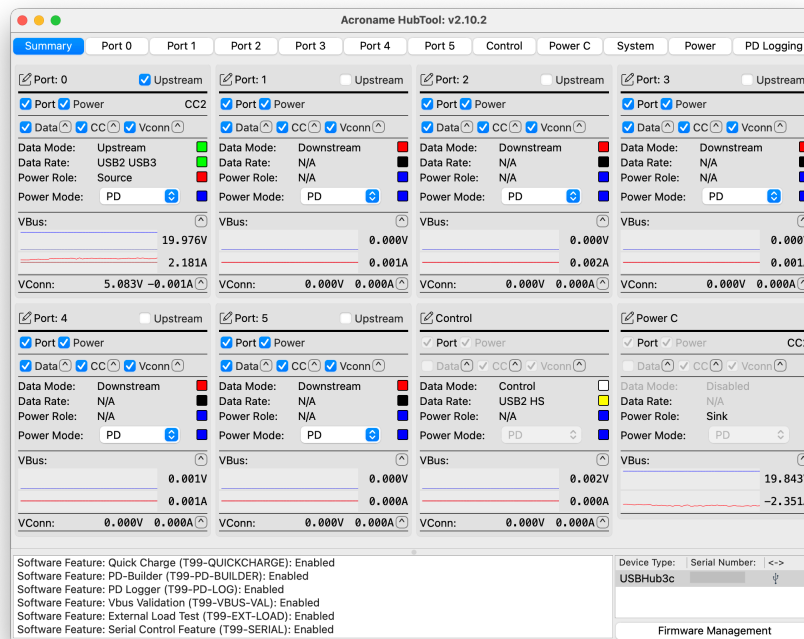 Acroname HubTool: v2.10.2
Summary Port 0 Port 1 Port 2 Port 3 Port 4 Port 5 Control Power C System Power PD Logging
Port: 0 Upstream Port: 1 Upstream Port: 2 Upstream Port: 3 Upstream
Port Power CC2 Port Power Port Power Port Power
Data CC Vconn Data CC Vconn Data CC Vconn Data CC Vconn
Data Mode: Upstream Data Mode: Downstream Data Mode: Downstream Data Mode: Downstream
Data Rate: USB2 USB3 Data Rate: N/A Data Rate: N/A Data Rate: N/A
Power Role: Source Power Role: N/A Power Role: N/A Power Role: N/A
Power Mode: PD Power Mode: PD Power Mode: PD Power Mode: PD
VBus: VBus: VBus: VBus:
19.976V 0.000V 0.000V 0.000
2.181A 0.001A 0.002A 0.001
VConn: 5.083V -0.001A VConn: 0.000V 0.000A VConn: 0.000V 0.000A VConn: 0.000V 0.000A
Port: 4 Upstream Port: 5 Upstream Control Power C
Port Power Port Power Port Power Port Power CC
Data CC Vconn Data CC Vconn Data CC Vconn Data CC Vconn
Data Mode: Downstream Data Mode: Downstream Data Mode: Control Data Mode: Disabled
Data Rate: N/A Data Rate: N/A Data Rate: USB2 HS Data Rate: N/A
Power Role: N/A Power Role: N/A Power Role: N/A Power Role: Sink
Power Mode: PD Power Mode: PD Power Mode: PD Power Mode: PD
VBus: VBus: VBus: VBus:
0.001V 0.000V 0.002V 19.843
0.001A 0.000A 0.000A -2.351
VConn: 0.000V 0.000A VConn: 0.000V 0.000A VConn: 0.000V 0.000A
Software Feature: Quick Charge (T99-QUICKCHARGE): Enabled
Software Feature: PD-Builder (T99-PD-BUILDER): Enabled
Software Feature: PD Logger (T99-PD-LOG): Enabled
Software Feature: Vbus Validation (T99-VBUS-VAL): Enabled
Software Feature: External Load Test (T99-EXT-LOAD): Enabled
Software Feature: Serial Control Feature (T99-SERIAL): Enabled
Device Type: Serial Number: <->
USBHub3c
Firmware Management